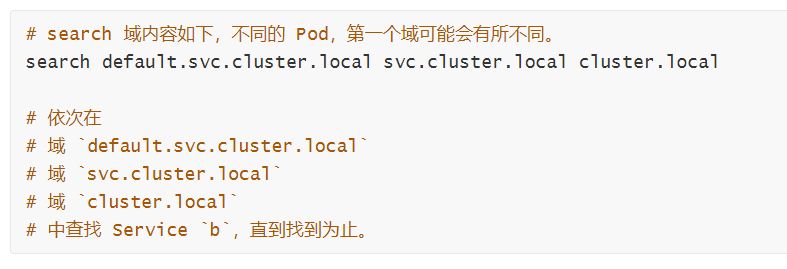 # search 域内容如下，不同的 Pod，第一个域可能会有所不同。
search default.svc.cluster.local svc.cluster.local cluster.local
# 依次在
# 域 `default.svc.cluster.local`
# 域 `svc.cluster.local`
# 域 `cluster.local`
# 中查找 Service `b`，直到找到为止。